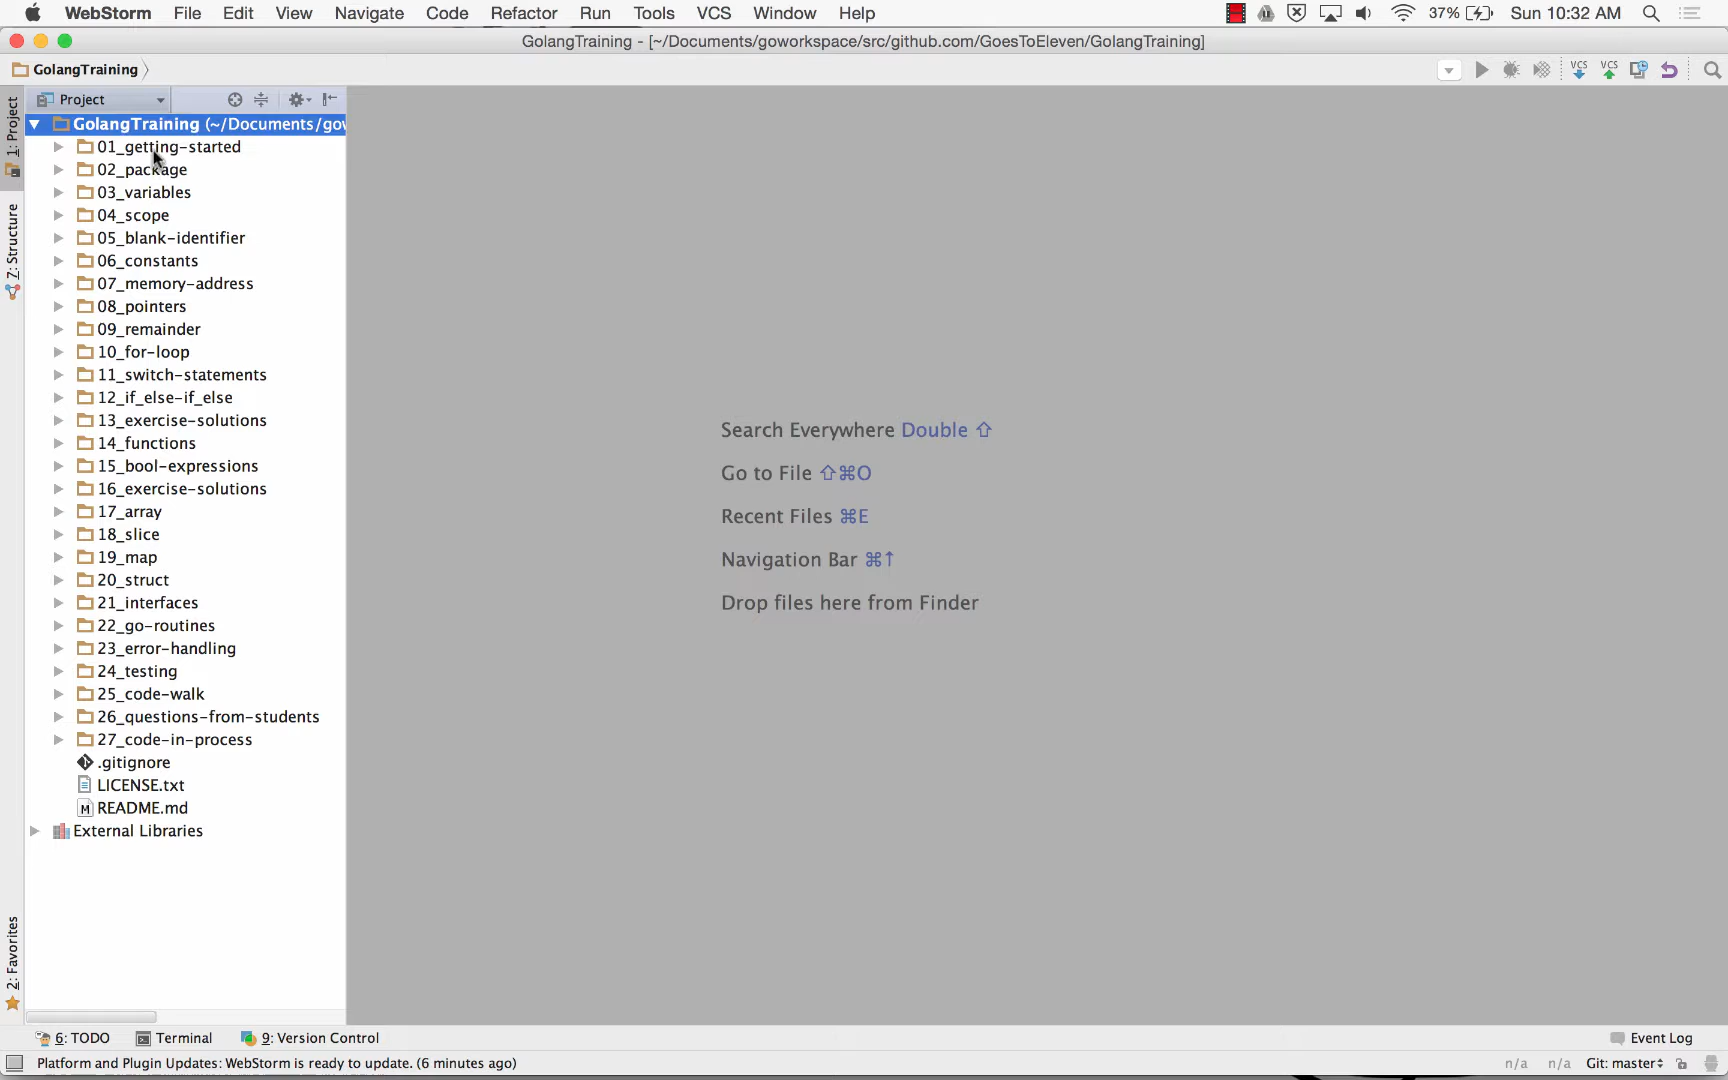 WebStorm File Edit View Navigate Code Refactor Run Tools VCS Window Help 37% Sun 10:32 AM
GolangTraining - [~/Documents/goworkspace/src/github.com/GoesToEleven/GolangTraining]
GolangTraining
VCS VCS
Project
1: Project
Z: Structure
2: Favorites
GolangTraining (~/Documents/gow
01_getting-started
02_package
03_variables
04_scope
05_blank-identifier
06_constants
07_memory-address
08_pointers
09_remainder
10_for-loop
11_switch-statements
12_if_else-if_else
13_exercise-solutions
14_functions
15_bool-expressions
16_exercise-solutions
17_array
18_slice
19_map
20_struct
21_interfaces
22_go-routines
23_error-handling
24_testing
25_code-walk
26_questions-from-students
27_code-in-process
.gitignore
LICENSE.txt
README.md
External Libraries
Search Everywhere Double ⇧
Go to File ⇧⌘O
Recent Files ⌘E
Navigation Bar ⌘↑
Drop files here from Finder
6: TODO Terminal 9: Version Control Event Log
Platform and Plugin Updates: WebStorm is ready to update. (6 minutes ago) n/a n/a Git: master